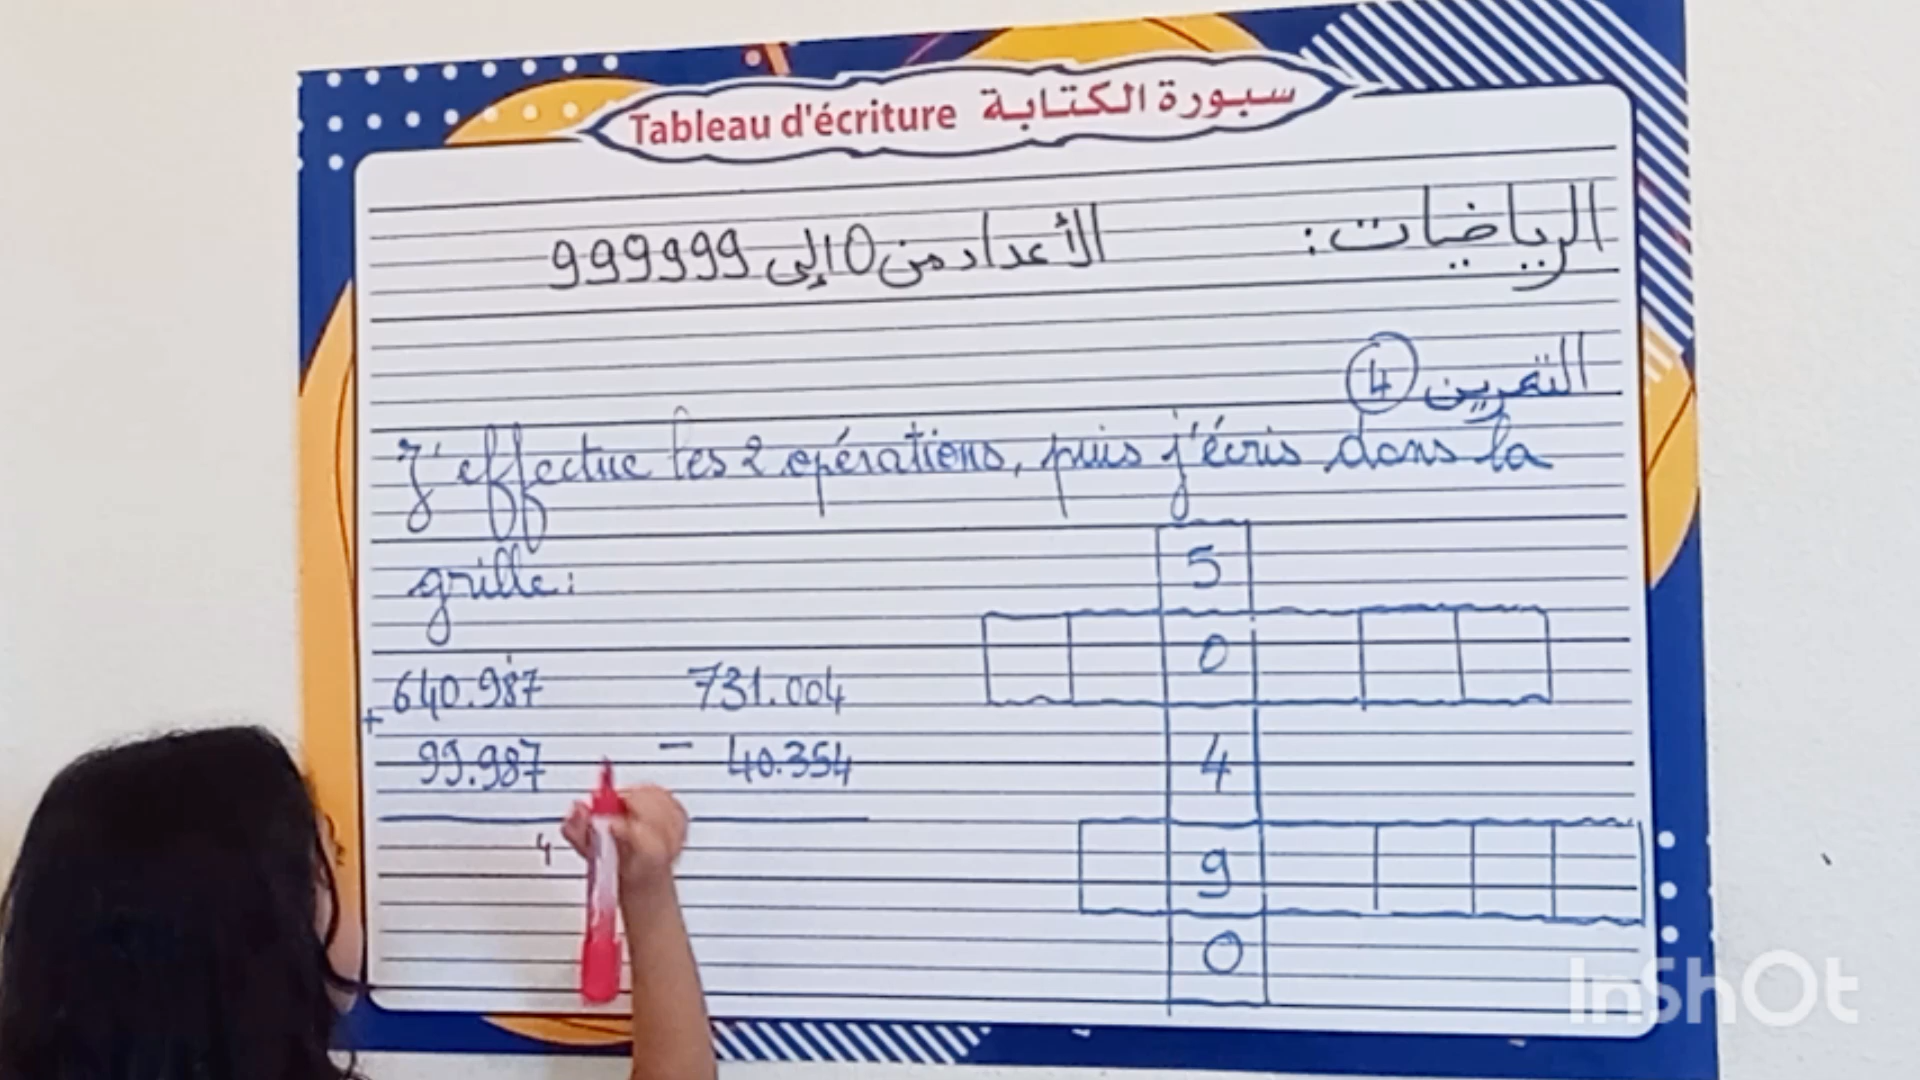 Tableau d'écriture سبورة الكتابة
الرياضيات: الأعداد من 0 إلى 999999
التمرين 4
J'effectue les 2 opérations, puis j'écris dans la
grille:
5
0
640.987 731.004
+ 99.987 - 40.354
4
4
9
0
InShOt